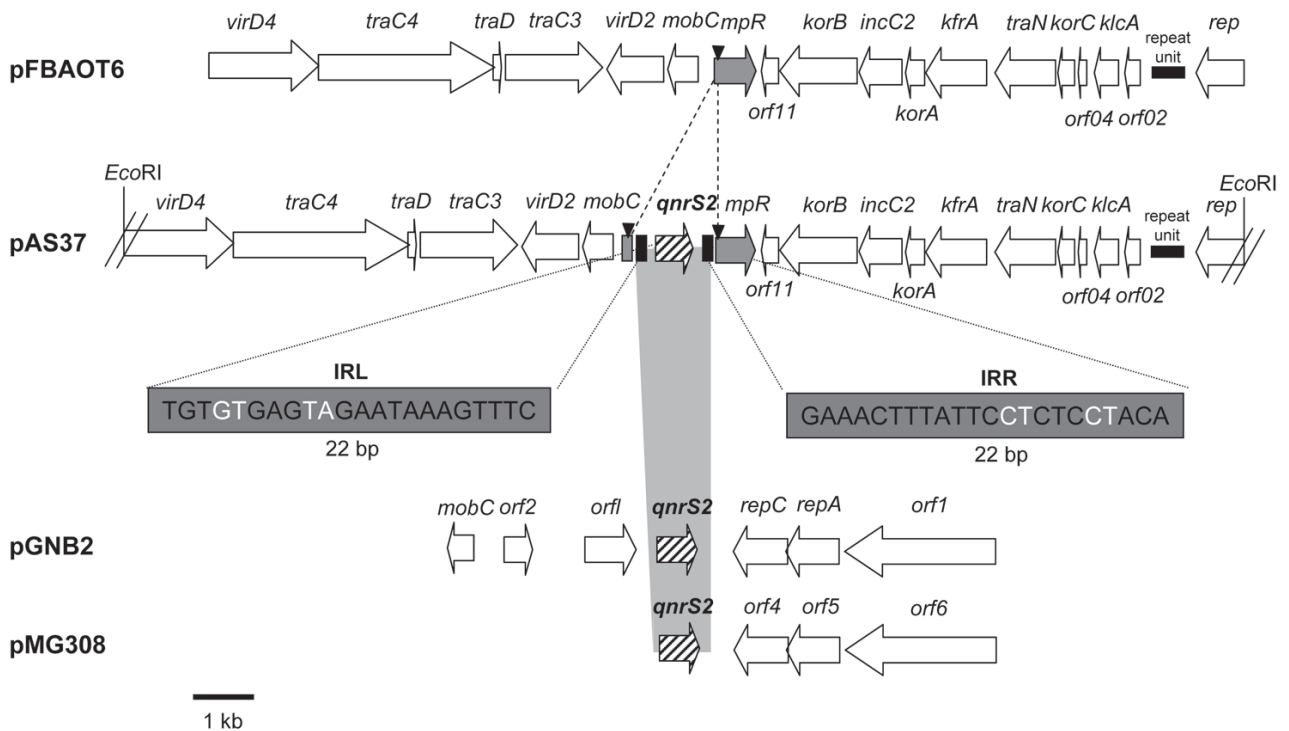 virD4 traC4 traD traC3 virD2 mobC mpR korB incC2 kfrA traN korC klcA repeat unit rep
pFBAOT6
orf11 korA orf04 orf02
EcoRI EcoRI
virD4 traC4 traD traC3 virD2 mobC qnrS2 mpR korB incC2 kfrA traN korC klcA repeat unit rep
pAS37
orf11 korA orf04 orf02
IRL IRR
TGTGTGAGTAGAATAAAGTTTC GAAACTTTATTCCTCTCCTACA
22 bp 22 bp
mobC orf2 orfI qnrS2 repC repA orf1
pGNB2
qnrS2 orf4 orf5 orf6
pMG308
1 kb